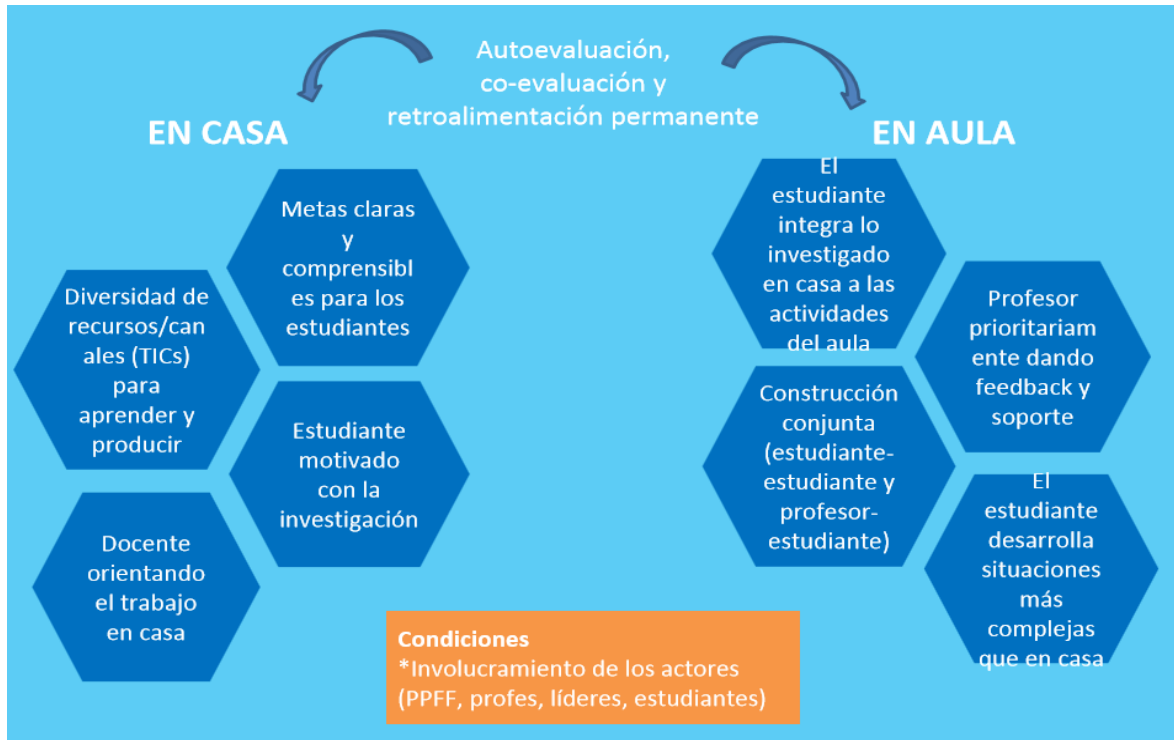 Autoevaluación,
co-evaluación y
retroalimentación permanente
EN CASA
Metas claras
y
comprensibl
es para los
estudiantes
Diversidad de
recursos/can
ales (TICs)
para
aprender y
producir
Estudiante
motivado
con la
investigación
Docente
orientando
el trabajo
en casa
EN AULA
El
estudiante
integra lo
investigado
en casa a las
actividades
del aula
Profesor
prioritariam
ente dando
feedback y
soporte
Construcción
conjunta
(estudiante-
estudiante y
profesor-
estudiante)
El
estudiante
desarrolla
situaciones
más
complejas
que en casa
Condiciones
*Involucramiento de los actores
(PPFF, profes, líderes, estudiantes)